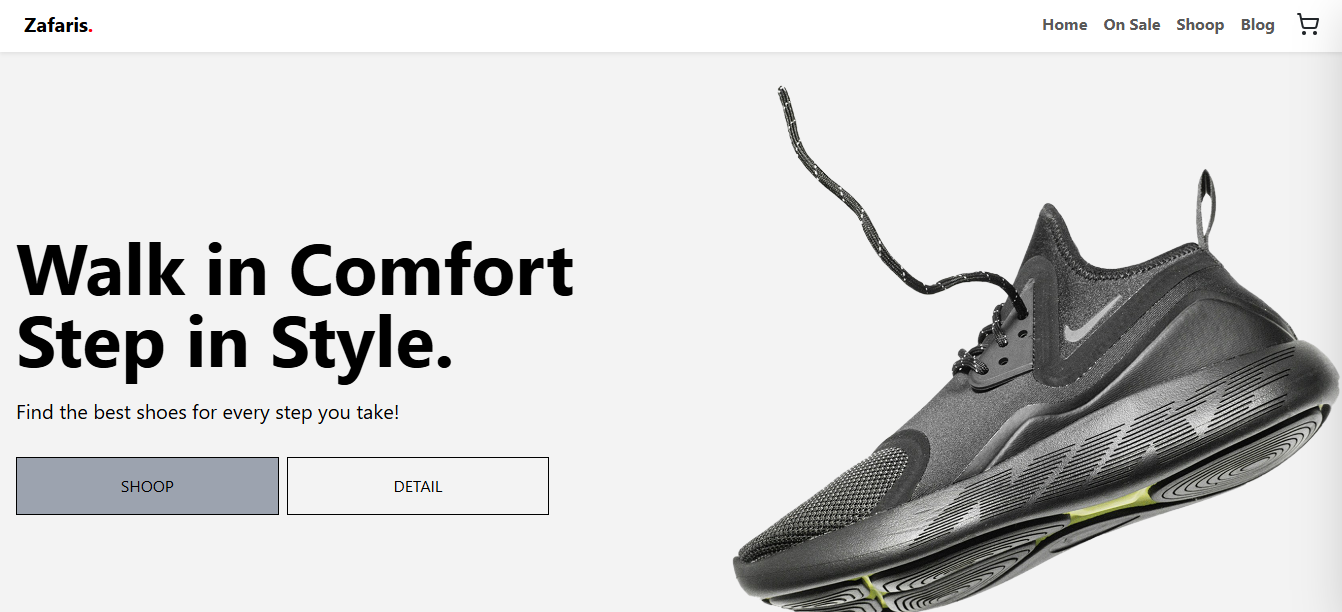 Zafaris.
Home On Sale Shoop Blog
Walk in Comfort
Step in Style.
Find the best shoes for every step you take!
SHOOP
DETAIL